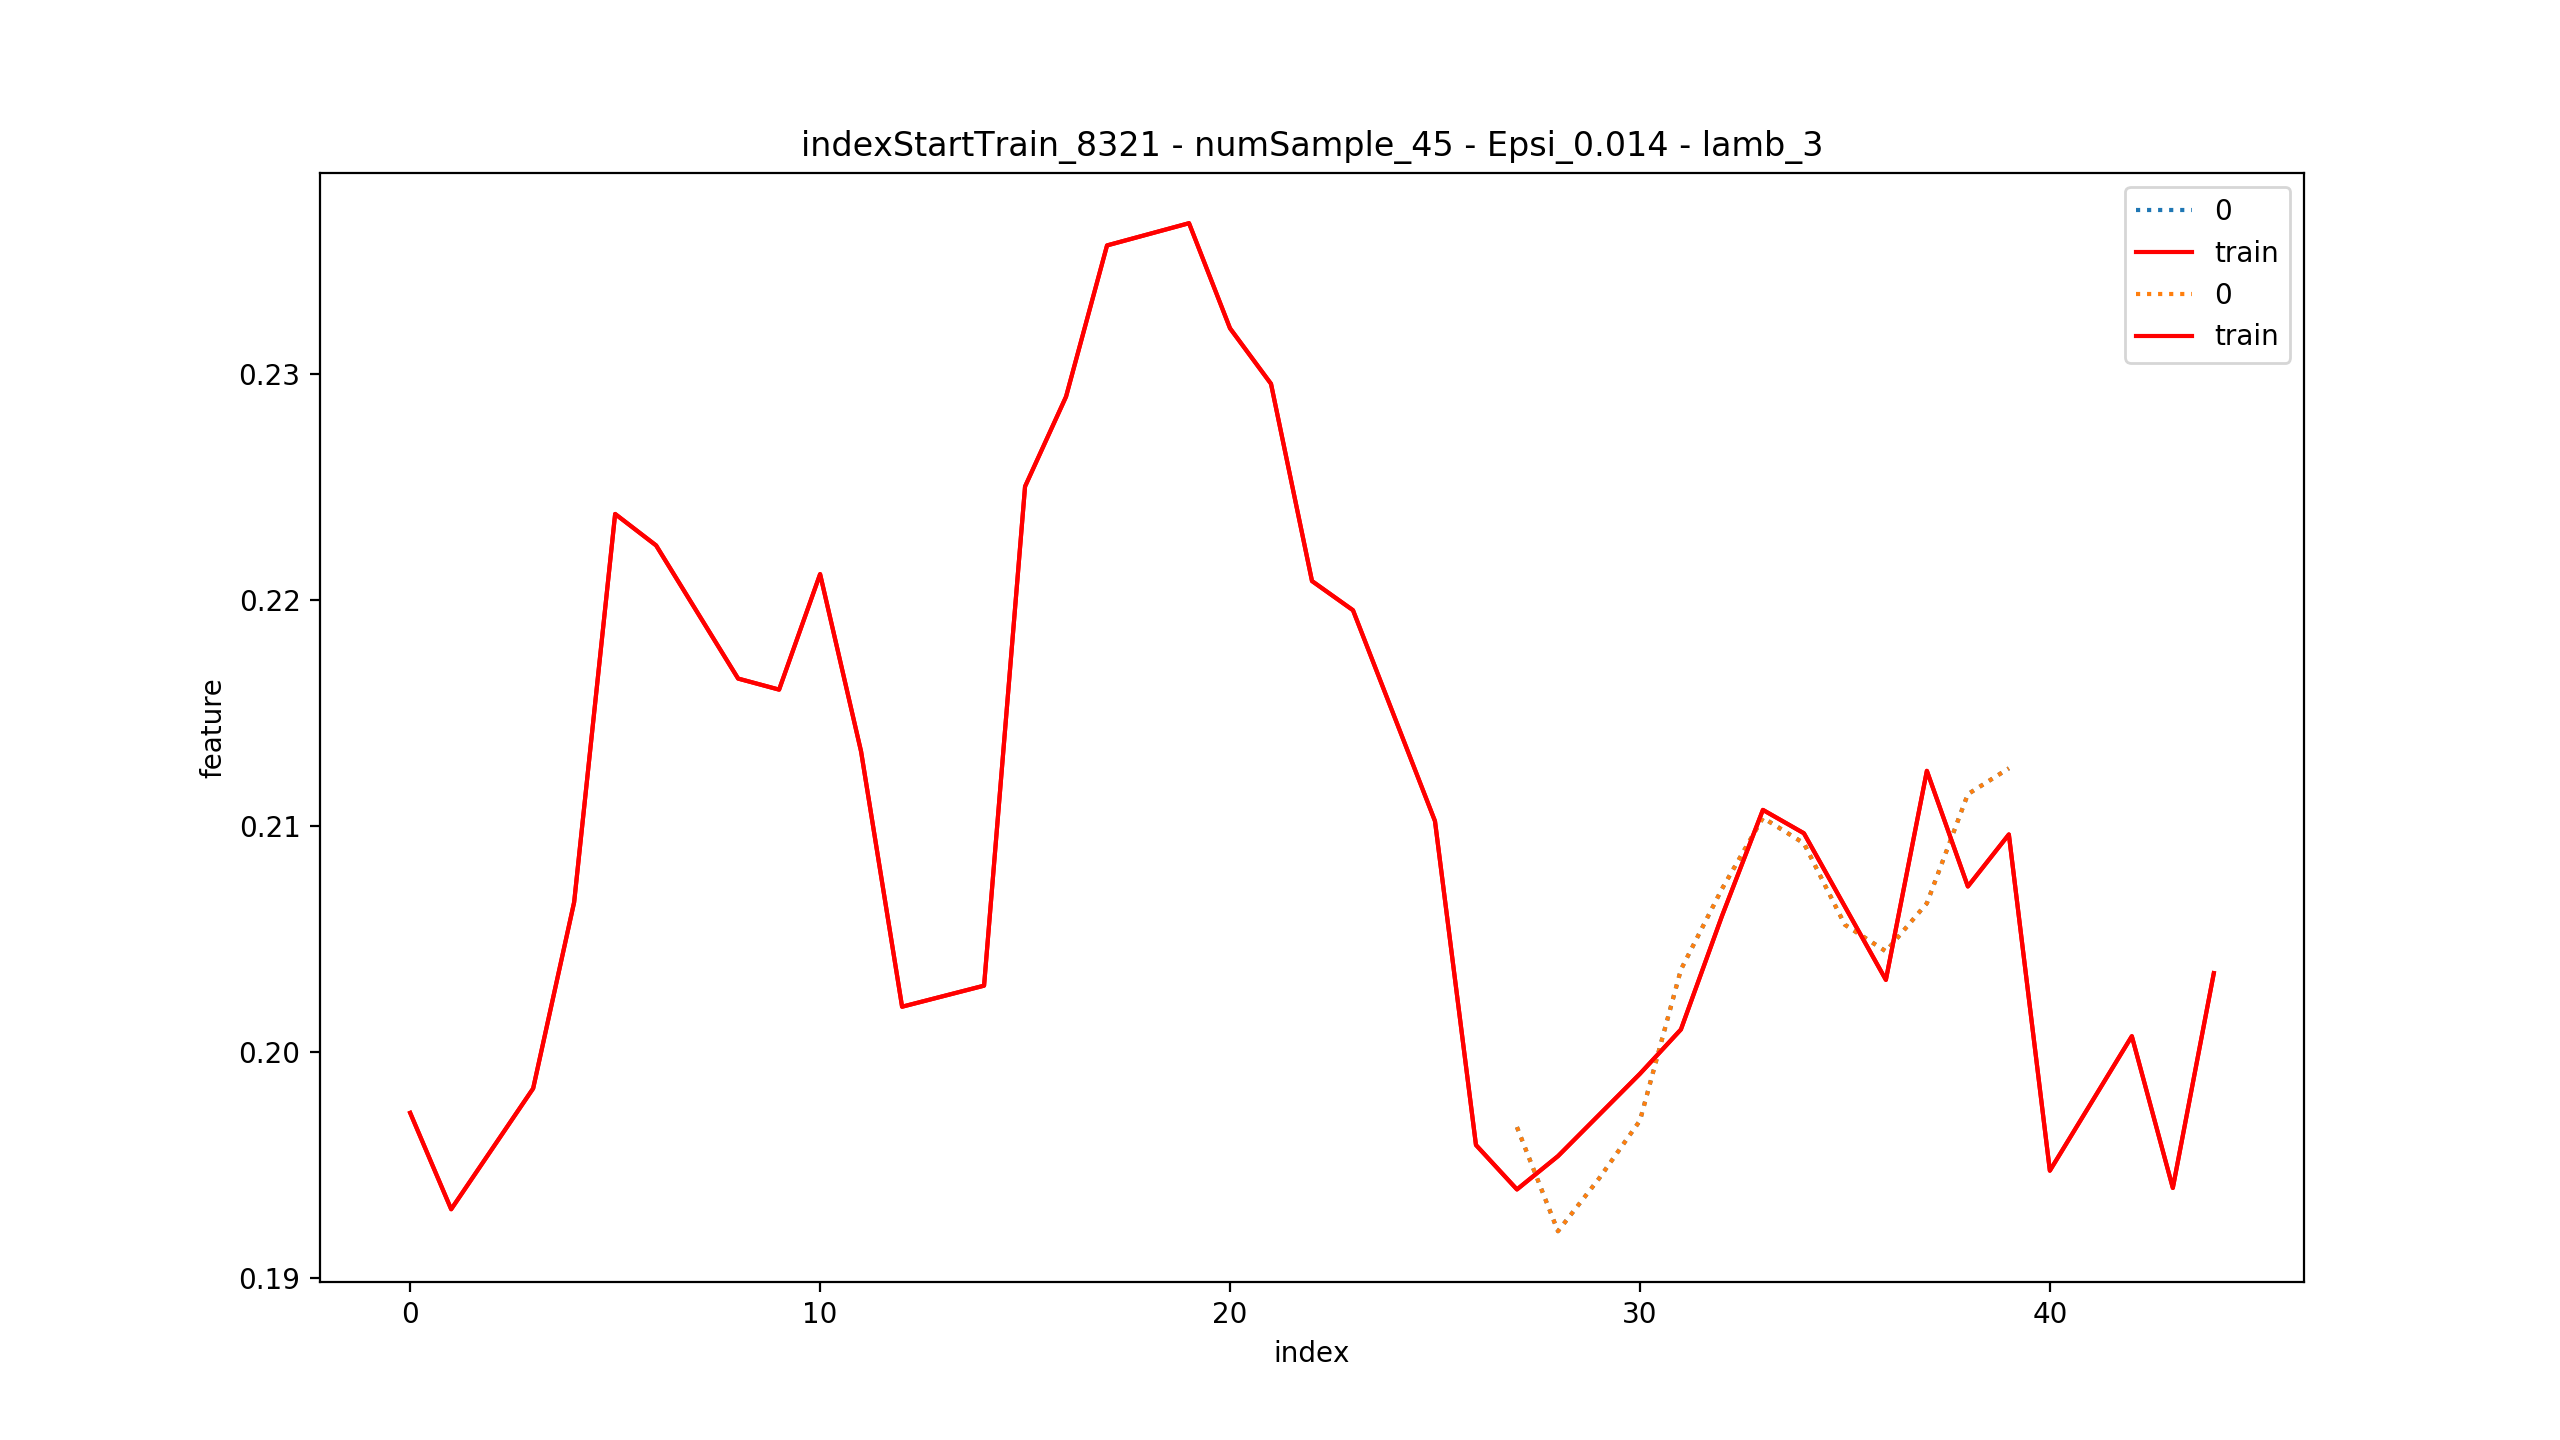 indexStartTrain_8321 - numSample_45 - Epsi_0.014 - lamb_3
0
train
0
train
0.23
0.22
0.21
0.20
0.19
feature
0 10 20 30 40
index